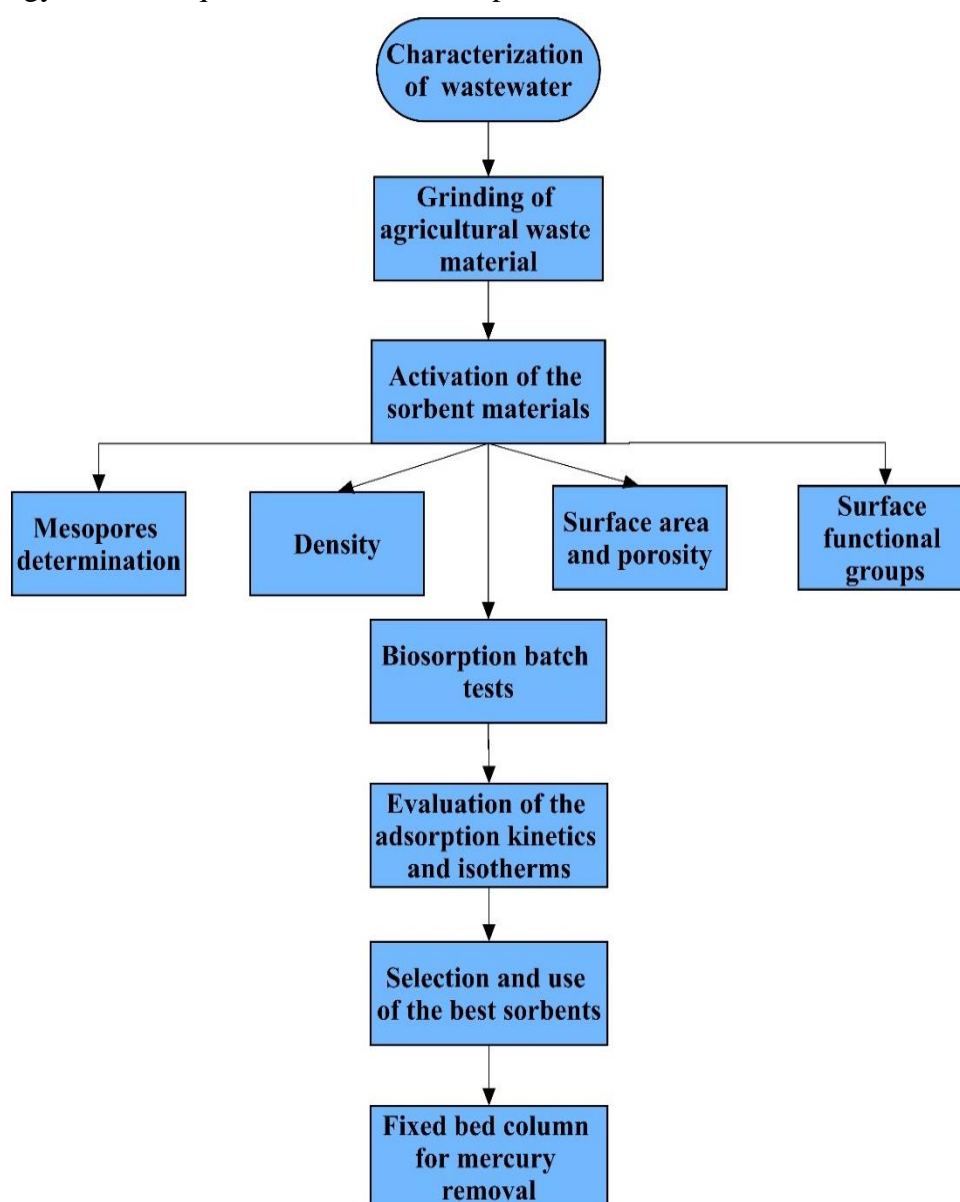 Characterization
of wastewater
Grinding of
agricultural waste
material
Activation of the
sorbent materials
Mesopores
determination
Density
Surface area
and porosity
Surface
functional
groups
Biosorption batch
tests
Evaluation of the
adsorption kinetics
and isotherms
Selection and use
of the best sorbents
Fixed bed column
for mercury
removal